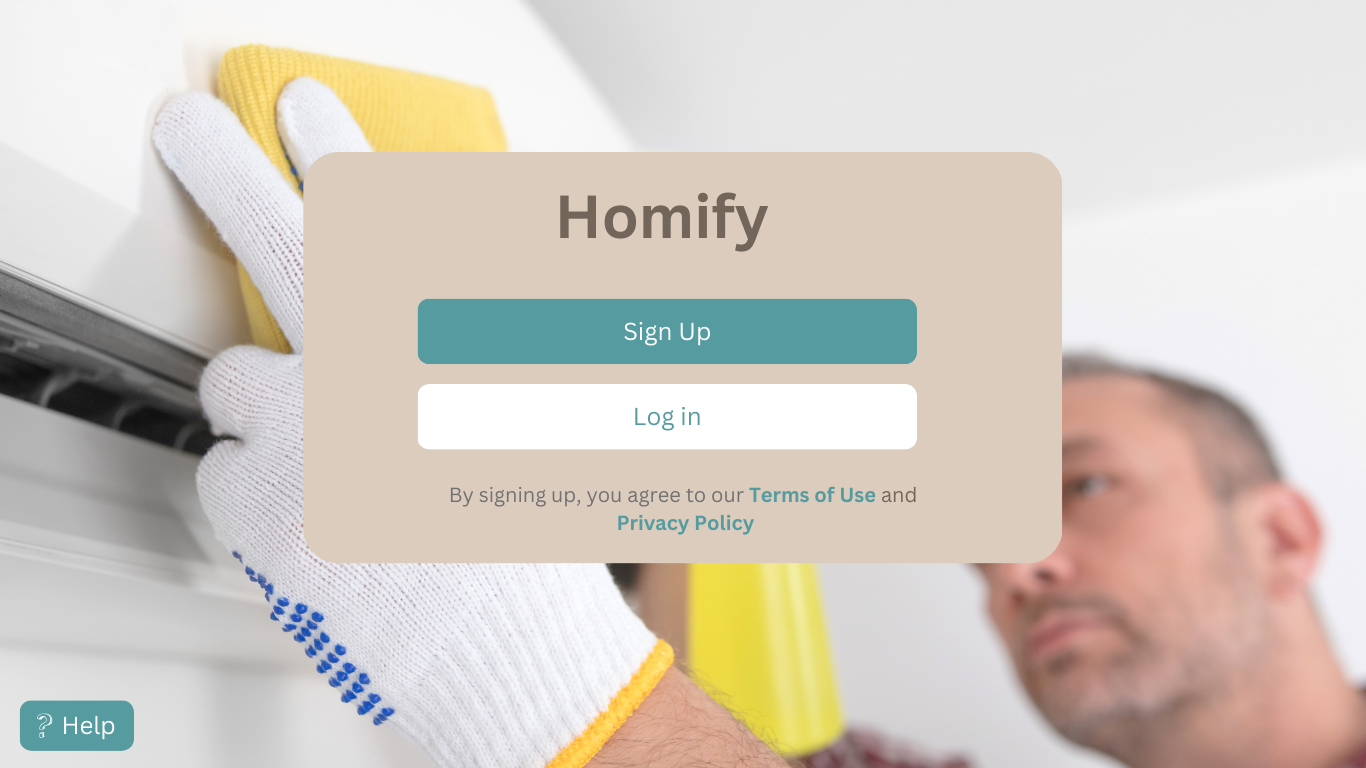 Homify
Sign Up
Log in
By signing up, you agree to our Terms of Use and
Privacy Policy
? Help